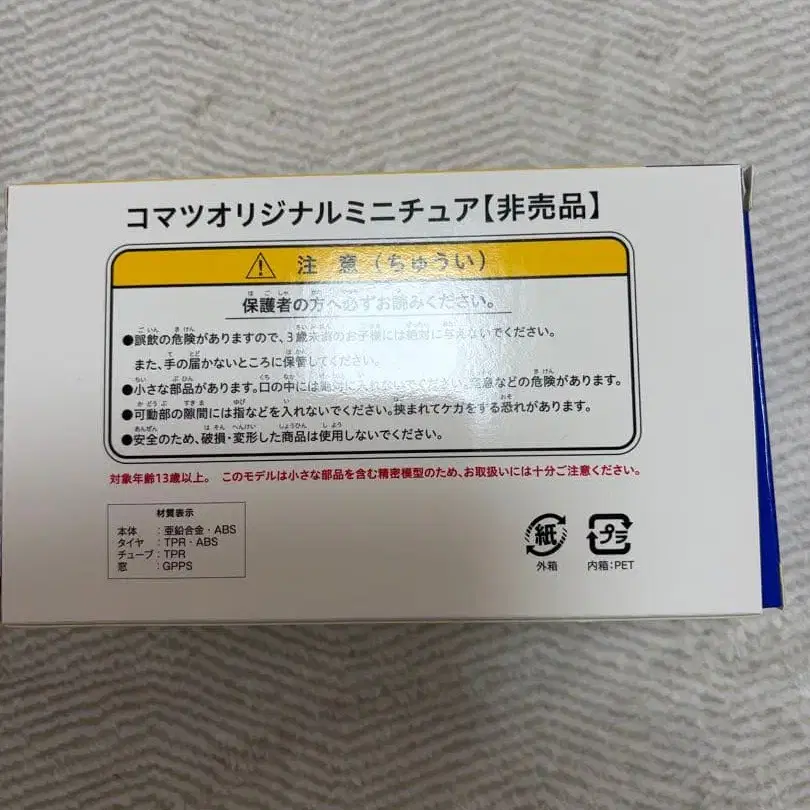 コマツオリジナルミニチュア【非売品】
注 意 (ちゅうい)
保護者の方へ必ずお読みください。
●誤飲の危険がありますので、3歳未満のお子様には絶対に与えないでください。
また、手の届かないところに保管してください。
●小さな部品があります。口の中には絶対に入れないでください。窒息などの危険があります。
●可動部の隙間には指などを入れないでください。挟まれてケガをする恐れがあります。
●安全のため、破損・変形した商品は使用しないでください。
対象年齢13歳以上。 このモデルは小さな部品を含む精密模型のため、お取扱いには十分ご注意ください。
材質表示
本体 : 亜鉛合金・ABS
タイヤ : TPR・ABS
チューブ : TPR
窓 : GPPS
紙
外箱
プラ
内箱:PET